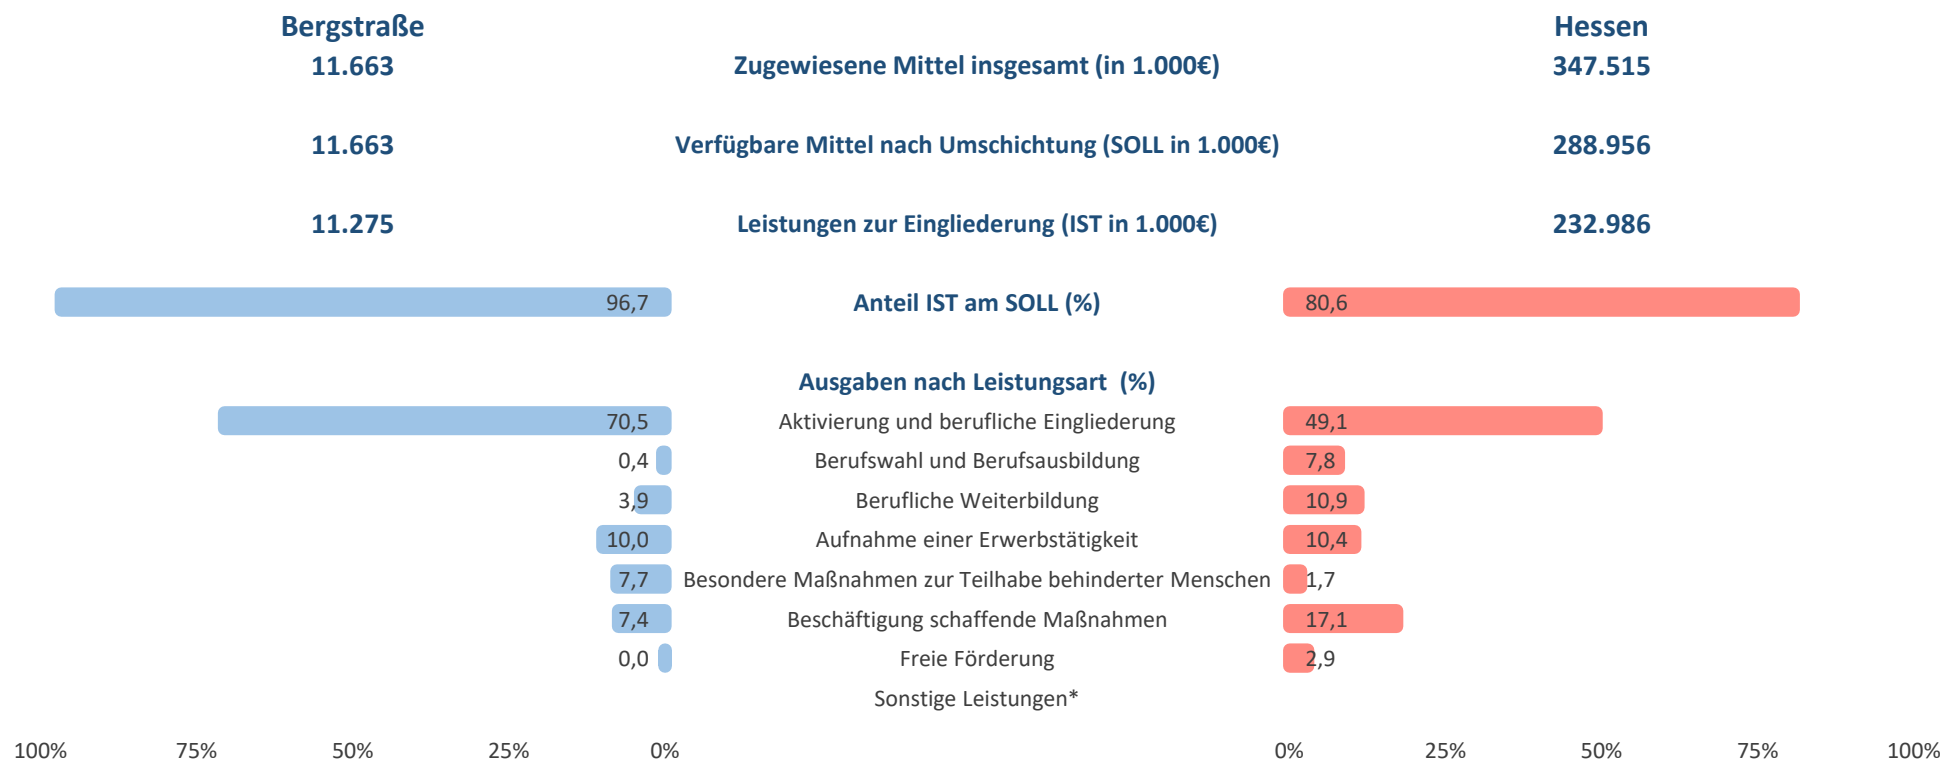 Bergstraße Hessen
11.663 Zugewiesene Mittel insgesamt (in 1.000€) 347.515
11.663 Verfügbare Mittel nach Umschichtung (SOLL in 1.000€) 288.956
11.275 Leistungen zur Eingliederung (IST in 1.000€) 232.986
96,7 Anteil IST am SOLL (%) 80,6
Ausgaben nach Leistungsart (%)
70,5 Aktivierung und berufliche Eingliederung 49,1
0,4 Berufswahl und Berufsausbildung 7,8
3,9 Berufliche Weiterbildung 10,9
10,0 Aufnahme einer Erwerbstätigkeit 10,4
7,7 Besondere Maßnahmen zur Teilhabe behinderter Menschen 1,7
7,4 Beschäftigung schaffende Maßnahmen 17,1
0,0 Freie Förderung 2,9
Sonstige Leistungen*
100% 75% 50% 25% 0% 0% 25% 50% 75% 100%